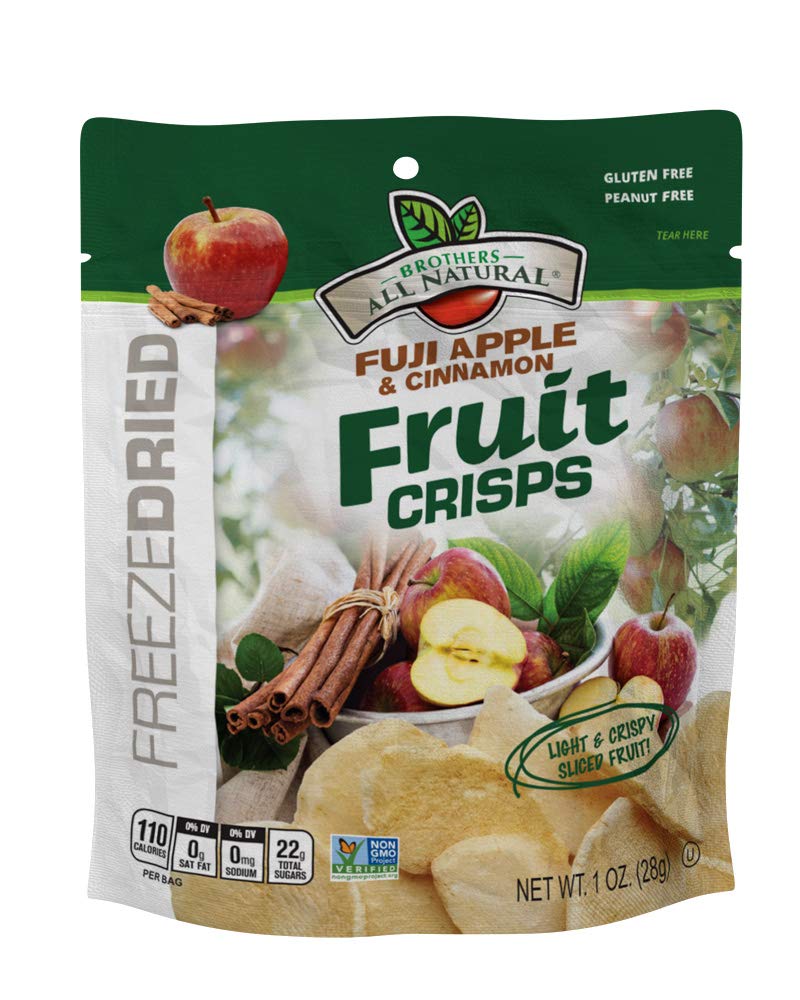 GLUTEN FREE
PEANUT FREE
TEAR HERE
BROTHERS
ALL NATURAL®
FUJI APPLE
& CINNAMON
Fruit
CRISPS
FREEZEDRIED
LIGHT & CRISPY
SLICED FRUIT!
110
CALORIES
0% DV
0g
SAT FAT
0% DV
0mg
SODIUM
22g
TOTAL
SUGARS
PER BAG
NON
GMO
Project
VERIFIED
nongmoproject.org
NET WT. 1 OZ. (28g)
U